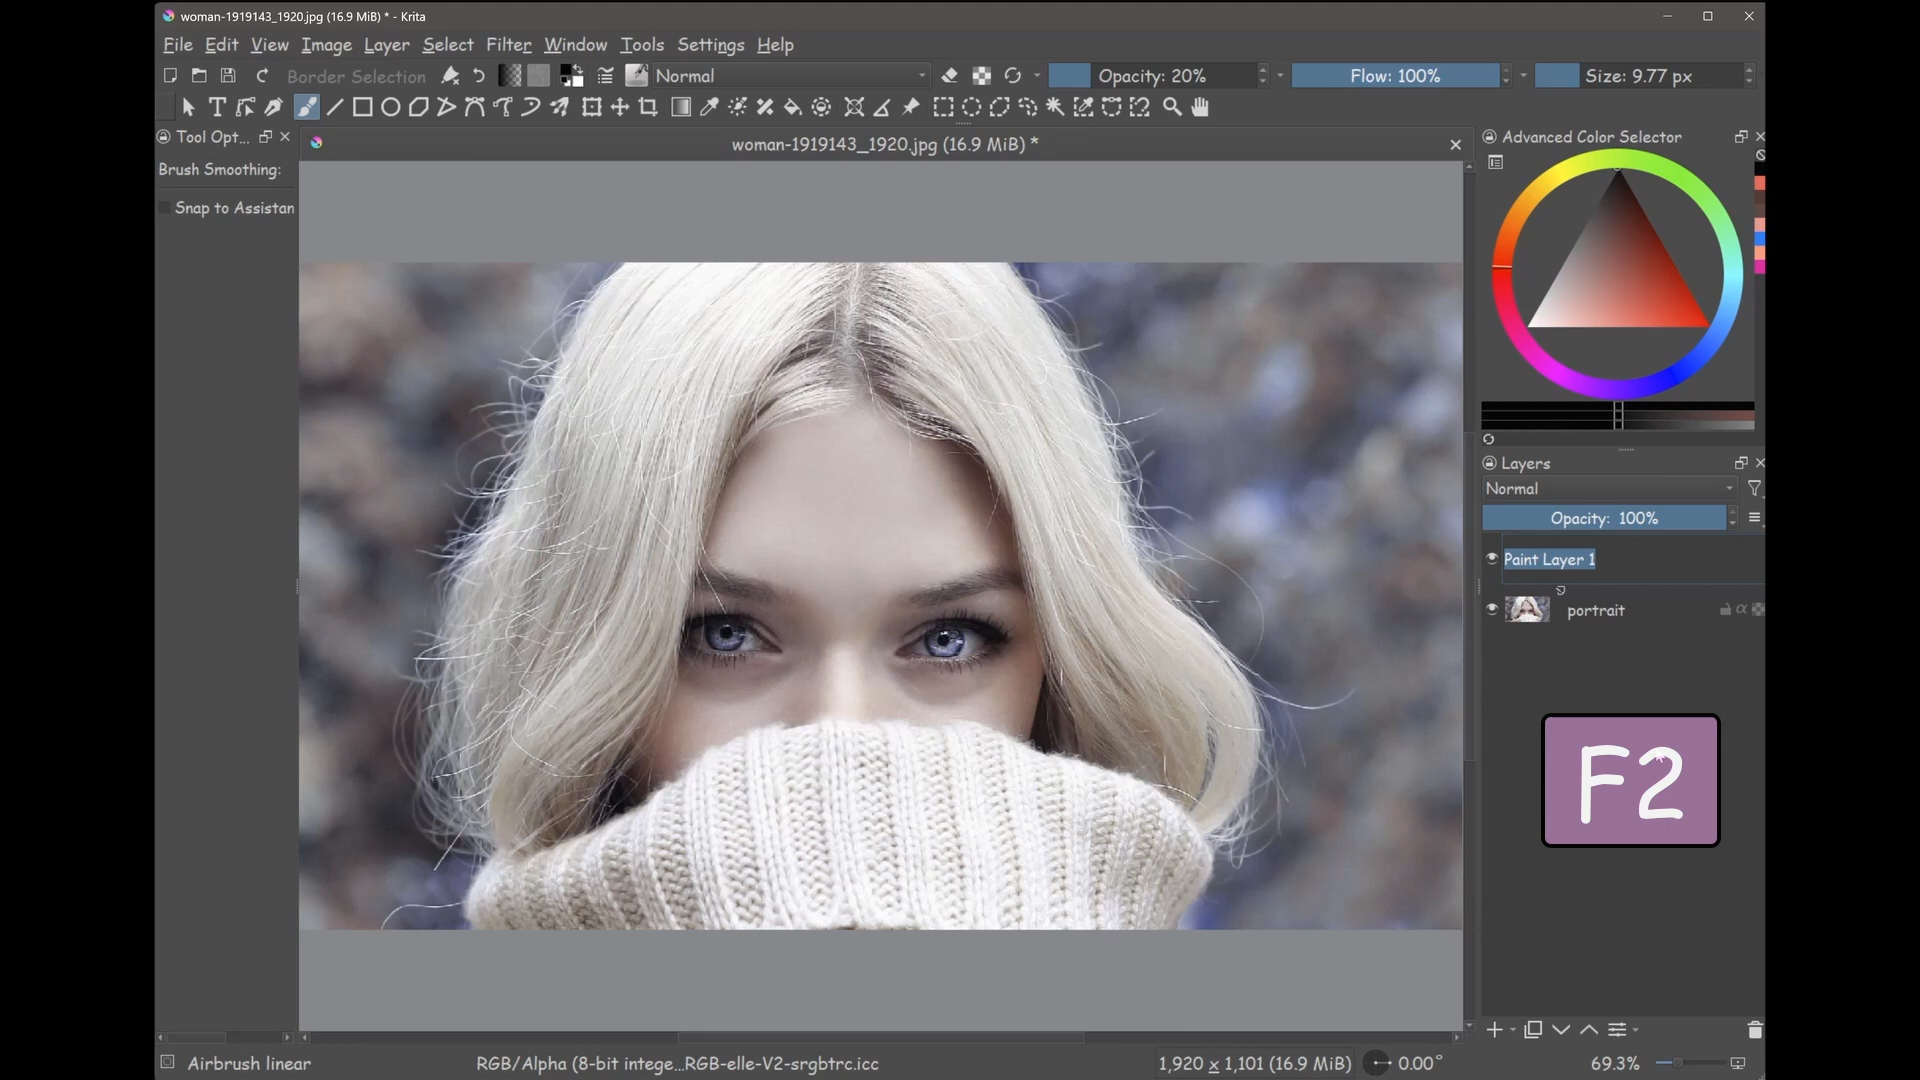 woman-1919143_1920.jpg (16.9 MiB) * - Krita
File Edit View Image Layer Select Filter Window Tools Settings Help
Border Selection Normal Opacity: 20% Flow: 100% Size: 9.77 px
Tool Opt... woman-1919143_1920.jpg (16.9 MiB) * Advanced Color Selector
Brush Smoothing:
Snap to Assistan
Layers
Normal
Opacity: 100%
Paint Layer 1
portrait
F2
Airbrush linear RGB/Alpha (8-bit intege...RGB-elle-V2-srgbtrc.icc 1,920 x 1,101 (16.9 MiB) 0.00° 69.3%